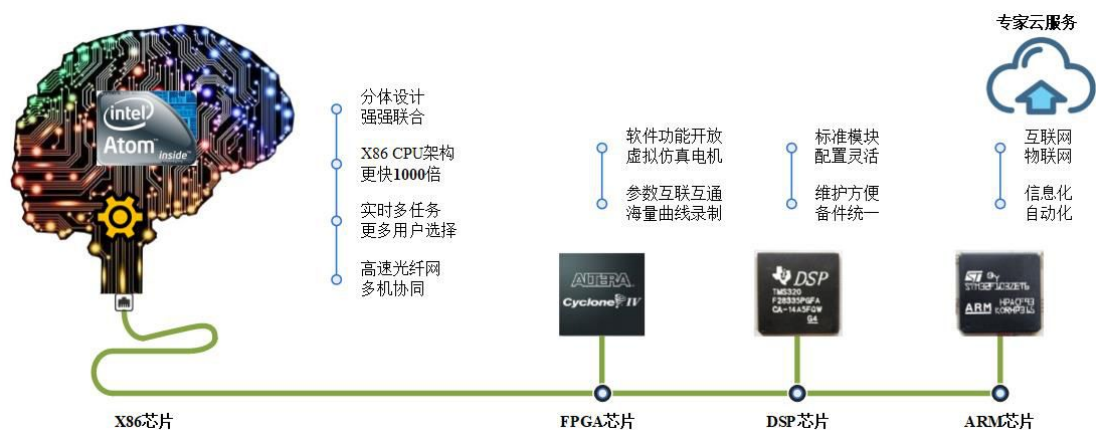 专家云服务
intel
Atom
inside
分体设计
强强联合
X86 CPU架构
更快1000倍
实时多任务
更多用户选择
高速光纤网
多机协同
软件功能开放
虚拟仿真电机
参数互联互通
海量曲线录制
标准模块
配置灵活
维护方便
备件统一
互联网
物联网
信息化
自动化
ALTERA
Cyclone IV
DSP
TMS320
F28335PGFA
CA-14A5FQW
G4
ST
STM32F103ZET6
ARM
X86芯片
FPGA芯片
DSP芯片
ARM芯片